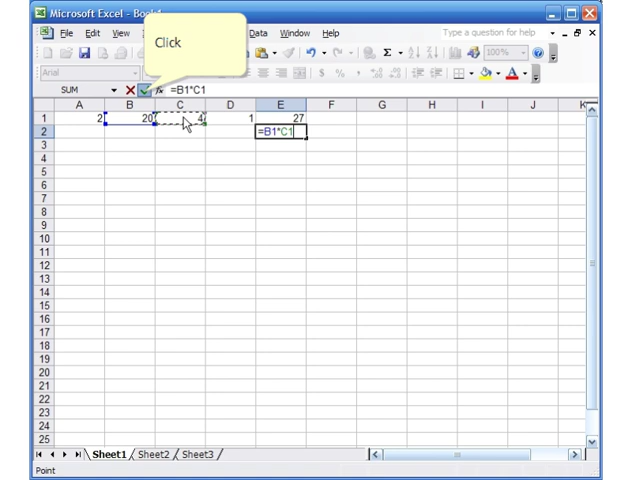 Microsoft Excel - Book1
File Edit View Data Window Help Type a question for help
Click
Arial 100%
SUM =B1*C1
A B C D E F G H I J K
1 2 20 4 1 27
2 =B1*C1
3
4
5
6
7
8
9
10
11
12
13
14
15
16
17
18
19
20
21
22
23
24
25
Sheet1 / Sheet2 / Sheet3 /
Point